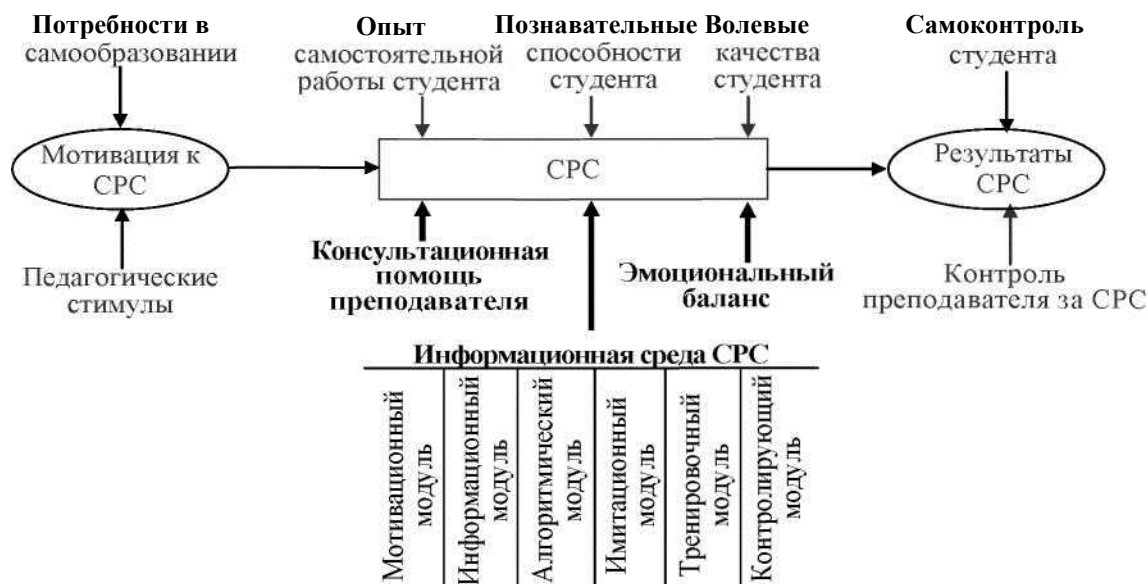 Потребности в
самообразовании
Опыт
самостоятельной
работы студента
Познавательные
способности
студента
Волевые
качества
студента
Самоконтроль
студента
Мотивация к
СРС
СРС
Результаты
СРС
Педагогические
стимулы
Консультационная
помощь
преподавателя
Эмоциональный
баланс
Контроль
преподавателя за СРС
Информационная среда СРС
Мотивационный
модуль
Информационный
модуль
Алгоритмический
модуль
Имитационный
модуль
Тренировочный
модуль
Контролирующий
модуль